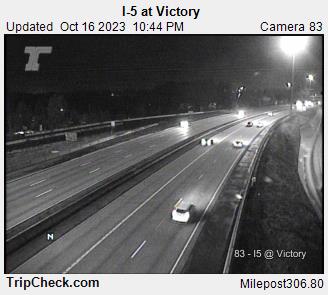 I-5 at Victory
Updated Oct 16 2023 10:44 PM Camera 83
T
N
83 - I5 @ Victory
TripCheck.com Milepost306.80